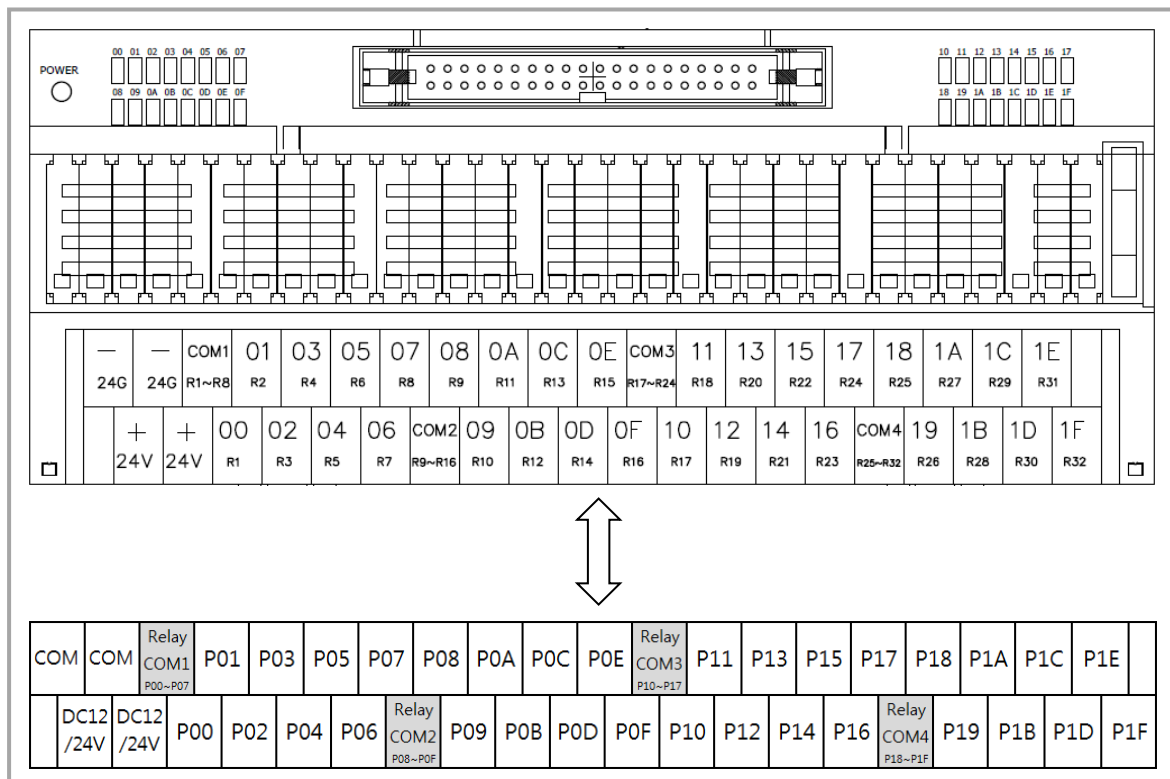 00 01 02 03 04 05 06 07
10 11 12 13 14 15 16 17
POWER
08 09 0A 0B 0C 0D 0E 0F
18 19 1A 1B 1C 1D 1E 1F
— — COM1 01 03 05 07 08 0A 0C 0E COM3 11 13 15 17 18 1A 1C 1E
24G 24G R1~R8 R2 R4 R6 R8 R9 R11 R13 R15 R17~R24 R18 R20 R22 R24 R25 R27 R29 R31
+ + 00 02 04 06 COM2 09 0B 0D 0F 10 12 14 16 COM4 19 1B 1D 1F
24V 24V R1 R3 R5 R7 R9~R16 R10 R12 R14 R16 R17 R19 R21 R23 R25~R32 R26 R28 R30 R32
Relay Relay
COM COM COM1 P01 P03 P05 P07 P08 P0A P0C P0E COM3 P11 P13 P15 P17 P18 P1A P1C P1E
P00~P07 P10~P17
DC12 DC12 Relay Relay
/24V /24V P00 P02 P04 P06 COM2 P09 P0B P0D P0F P10 P12 P14 P16 COM4 P19 P1B P1D P1F
P08~P0F P18~P1F